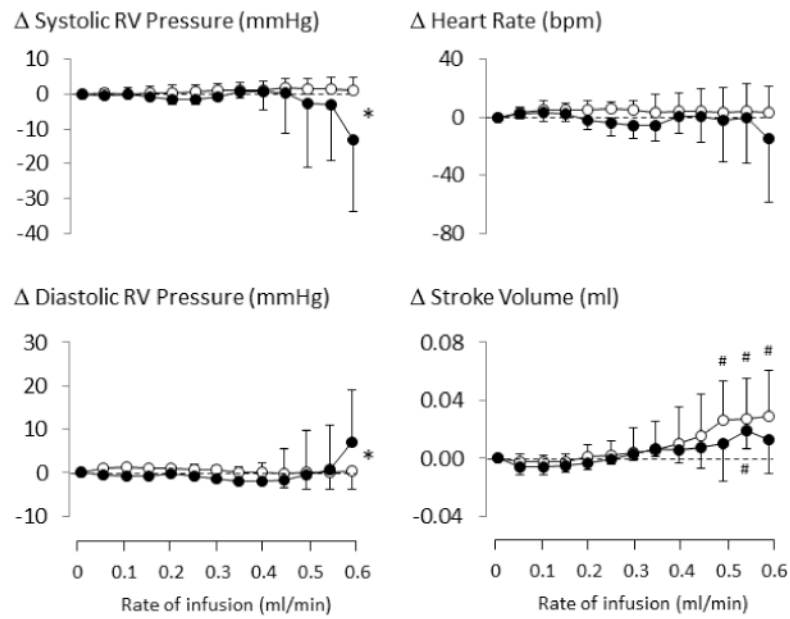 Δ Systolic RV Pressure (mmHg)
10
0
-10
-20
-30
-40
*
Δ Heart Rate (bpm)
40
0
-40
-80
Δ Diastolic RV Pressure (mmHg)
30
20
10
0
-10
*
0 0.1 0.2 0.3 0.4 0.5 0.6
Rate of infusion (ml/min)
Δ Stroke Volume (ml)
0.08
0.04
0.00
-0.04
# # #
#
0 0.1 0.2 0.3 0.4 0.5 0.6
Rate of infusion (ml/min)